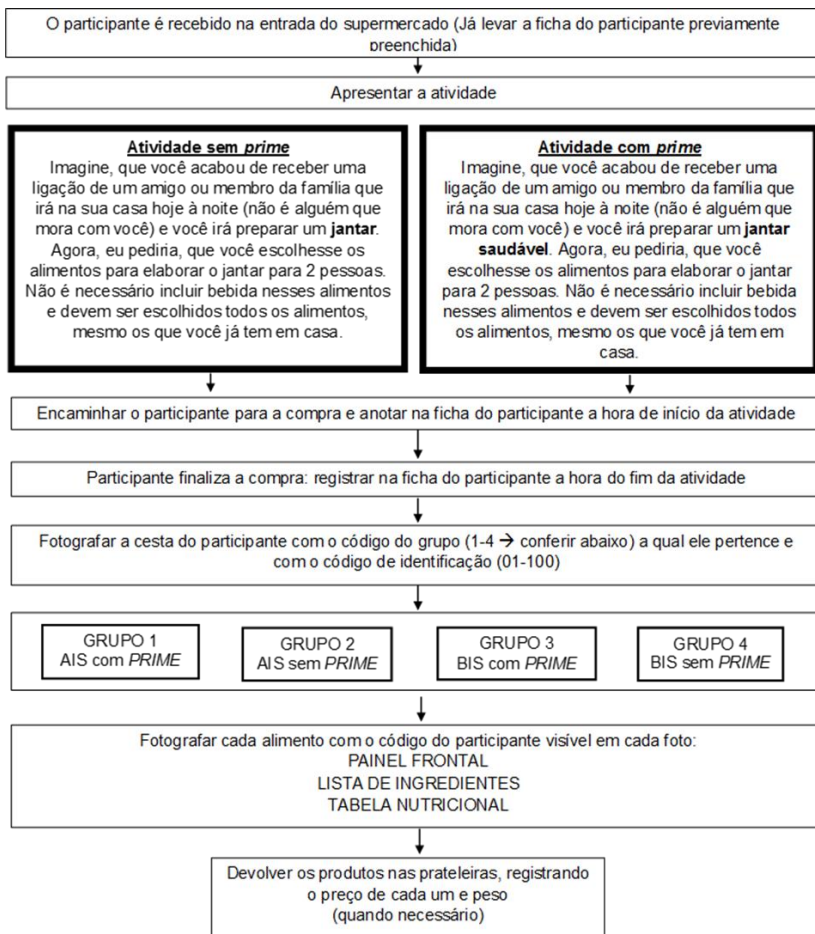 O participante é recebido na entrada do supermercado (Já levar a ficha do participante previamente
preenchida)
Apresentar a atividade
Atividade sem prime
Imagine, que você acabou de receber uma
ligação de um amigo ou membro da família que
irá na sua casa hoje à noite (não é alguém que
mora com você) e você irá preparar um jantar.
Agora, eu pediria, que você escolhesse os
alimentos para elaborar o jantar para 2 pessoas.
Não é necessário incluir bebida nesses alimentos
e devem ser escolhidos todos os alimentos,
mesmo os que você já tem em casa.
Atividade com prime
Imagine, que você acabou de receber uma
ligação de um amigo ou membro da família que
irá na sua casa hoje à noite (não é alguém que
mora com você) e você irá preparar um jantar
saudável. Agora, eu pediria, que você
escolhesse os alimentos para elaborar o jantar
para 2 pessoas. Não é necessário incluir bebida
nesses alimentos e devem ser escolhidos todos
os alimentos, mesmo os que você já tem em
casa.
Encaminhar o participante para a compra e anotar na ficha do participante a hora de início da atividade
Participante finaliza a compra: registrar na ficha do participante a hora do fim da atividade
Fotografar a cesta do participante com o código do grupo (1-4 → conferir abaixo) a qual ele pertence e
com o código de identificação (01-100)
GRUPO 1
AIS com PRIME
GRUPO 2
AIS sem PRIME
GRUPO 3
BIS com PRIME
GRUPO 4
BIS sem PRIME
Fotografar cada alimento com o código do participante visível em cada foto:
PAINEL FRONTAL
LISTA DE INGREDIENTES
TABELA NUTRICIONAL
Devolver os produtos nas prateleiras, registrando
o preço de cada um e peso
(quando necessário)